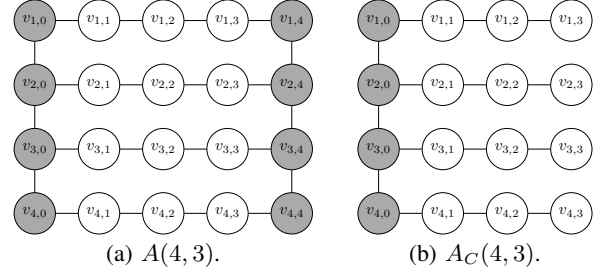 v1,0 v1,1 v1,2 v1,3 v1,4 v1,0 v1,1 v1,2 v1,3
v2,0 v2,1 v2,2 v2,3 v2,4 v2,0 v2,1 v2,2 v2,3
v3,0 v3,1 v3,2 v3,3 v3,4 v3,0 v3,1 v3,2 v3,3
v4,0 v4,1 v4,2 v4,3 v4,4 v4,0 v4,1 v4,2 v4,3
(a) A(4, 3). (b) AC(4, 3).